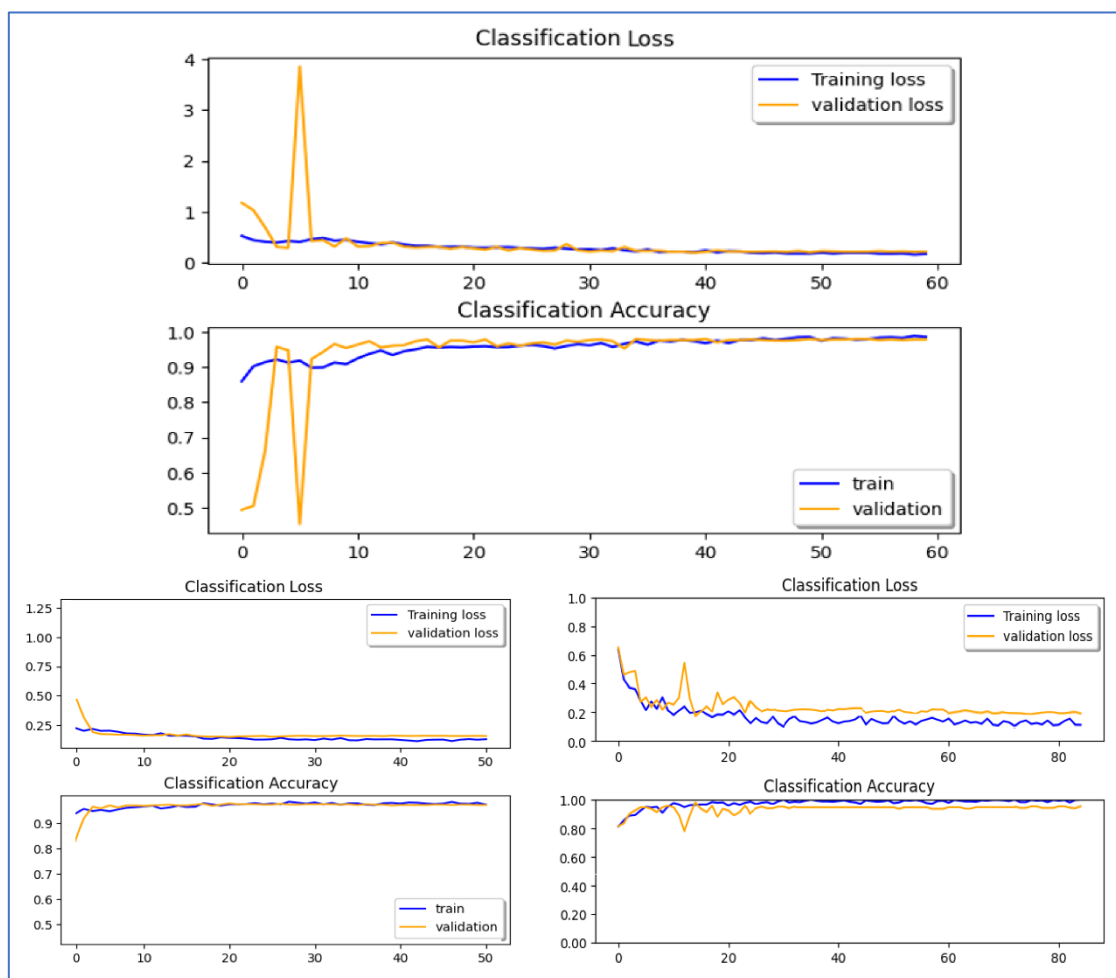 Classification Loss
4
3
2
1
0
Training loss
validation loss
0 10 20 30 40 50 60
Classification Accuracy
1.0
0.9
0.8
0.7
0.6
0.5
train
validation
0 10 20 30 40 50 60
Classification Loss
1.25
1.00
0.75
0.50
0.25
Training loss
validation loss
0 10 20 30 40 50
Classification Accuracy
0.9
0.8
0.7
0.6
0.5
train
validation
0 10 20 30 40 50
Classification Loss
1.0
0.8
0.6
0.4
0.2
0.0
Training loss
validation loss
0 20 40 60 80
Classification Accuracy
1.00
0.80
0.60
0.40
0.20
0.00
0 20 40 60 80